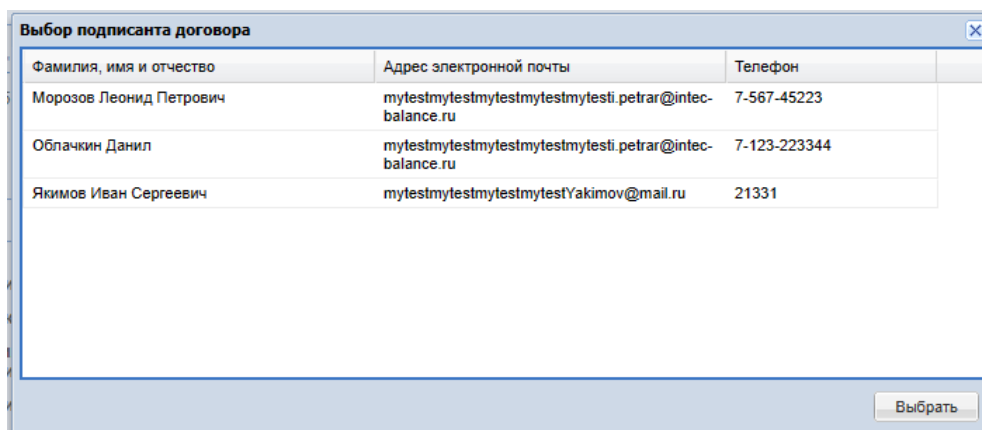 Выбор подписанта договора
Фамилия, имя и отчество Адрес электронной почты Телефон
Морозов Леонид Петрович mytestmytestmytestmytestmytesti.petrar@intec- 7-567-45223
balance.ru
Облачкин Данил mytestmytestmytestmytestmytesti.petrar@intec- 7-123-223344
balance.ru
Якимов Иван Сергеевич mytestmytestmytestmytestYakimov@mail.ru 21331
Выбрать